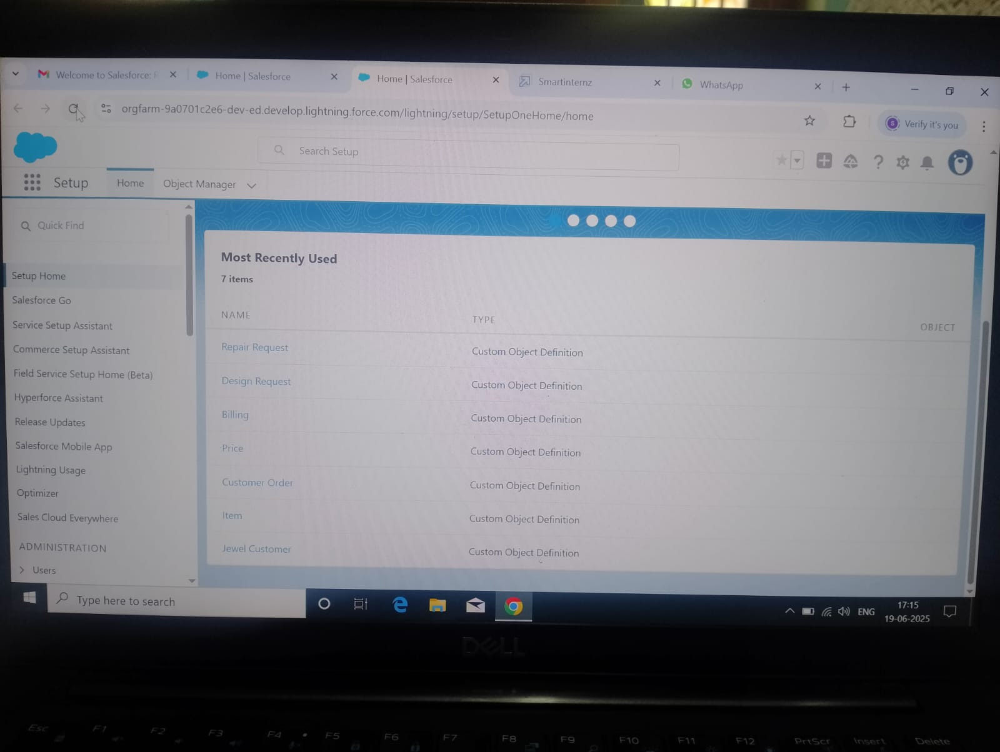 Welcome to Salesforce:
Home | Salesforce
Home | Salesforce
Smartinternz
WhatsApp
orgfarm-9a0701c2e6-dev-ed.develop.lightning.force.com/lightning/setup/SetupOneHome/home
S
Verify it's you
Search Setup
Setup
Home
Object Manager
Quick Find
Setup Home
Salesforce Go
Service Setup Assistant
Commerce Setup Assistant
Field Service Setup Home (Beta)
Hyperforce Assistant
Release Updates
Salesforce Mobile App
Lightning Usage
Optimizer
Sales Cloud Everywhere
ADMINISTRATION
Users
Most Recently Used
7 items
NAME TYPE OBJECT
Repair Request Custom Object Definition
Design Request Custom Object Definition
Billing Custom Object Definition
Price Custom Object Definition
Customer Order Custom Object Definition
Item Custom Object Definition
Jewel Customer Custom Object Definition
Type here to search
ENG
17:15
19-06-2025
DELL
Esc F1 F2 F3 F4 F5 F6 F7 F8 F9 F10 F11 F12 PrtScr Insert Delete